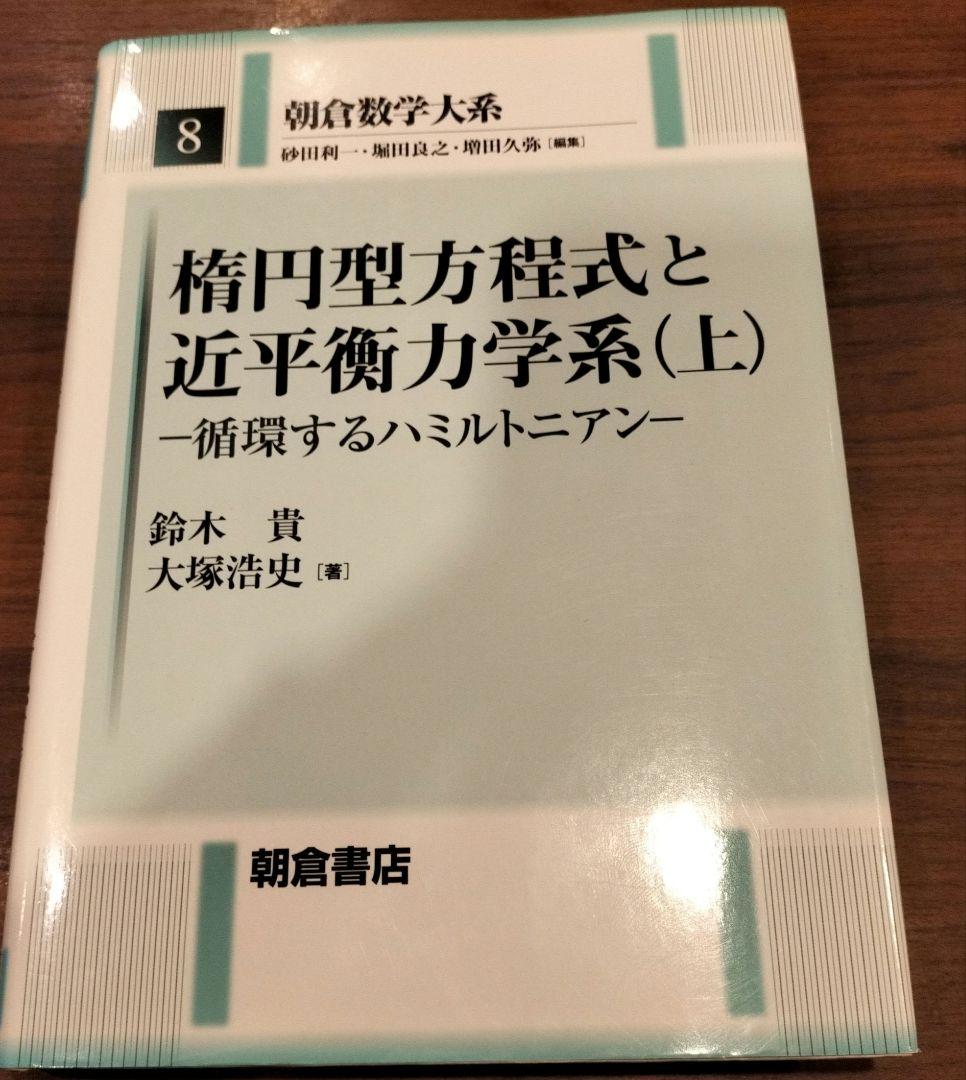 8
朝倉数学大系
砂田利一・堀田良之・増田久弥[編集]
楕円型方程式と
近平衡力学系(上)
−循環するハミルトニアン−
鈴木 貴
大塚浩史[著]
朝倉書店